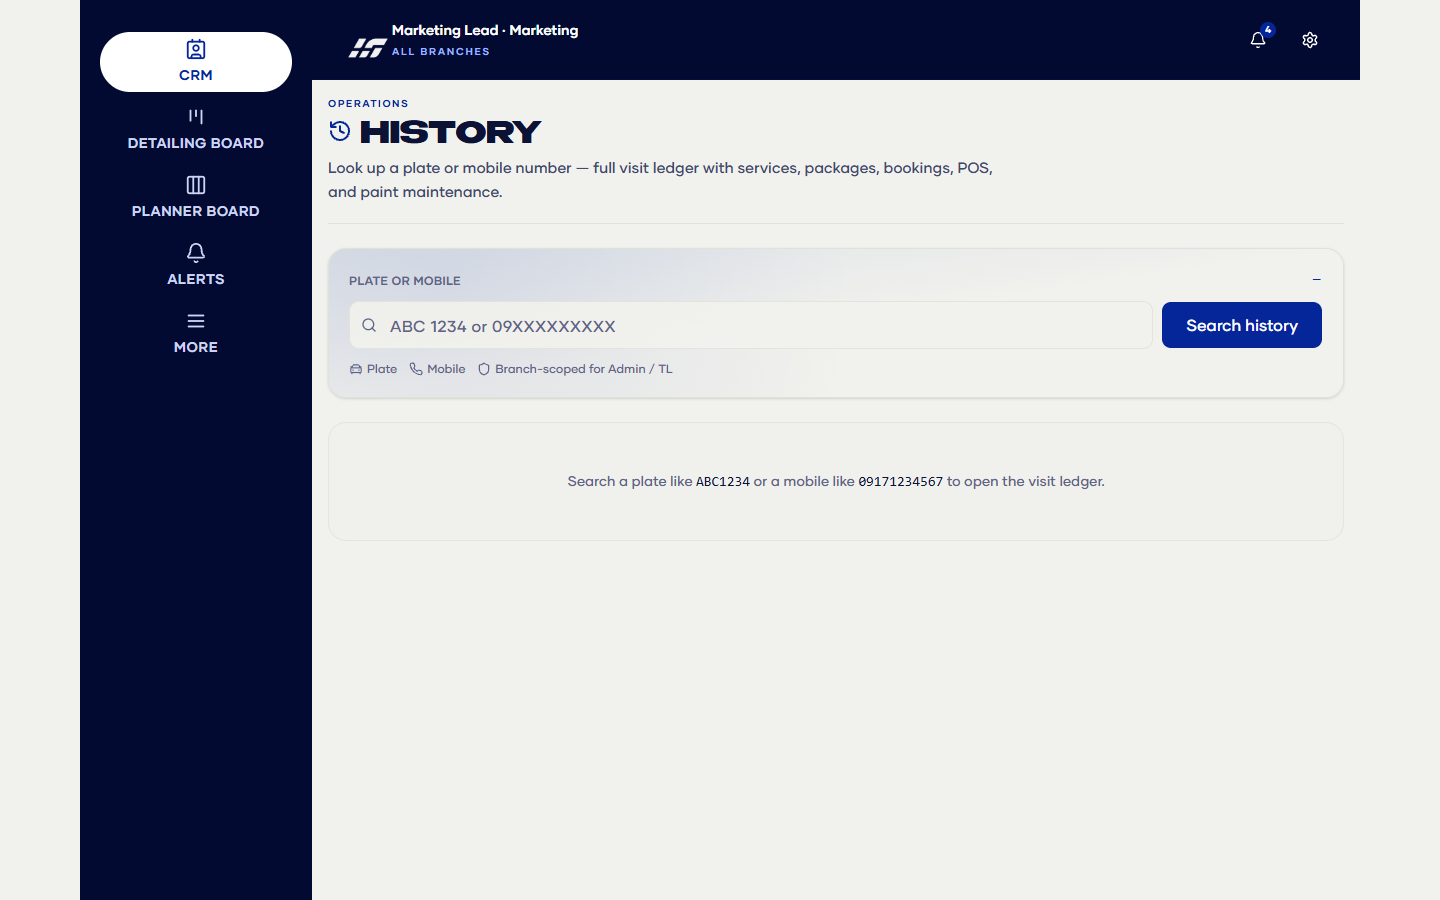 Marketing Lead · Marketing
ALL BRANCHES
4
CRM
DETAILING BOARD
PLANNER BOARD
ALERTS
MORE
OPERATIONS
HISTORY
Look up a plate or mobile number — full visit ledger with services, packages, bookings, POS,
and paint maintenance.
PLATE OR MOBILE
–
ABC 1234 or 09XXXXXXXXX
Search history
Plate
Mobile
Branch-scoped for Admin / TL
Search a plate like ABC1234 or a mobile like 09171234567 to open the visit ledger.